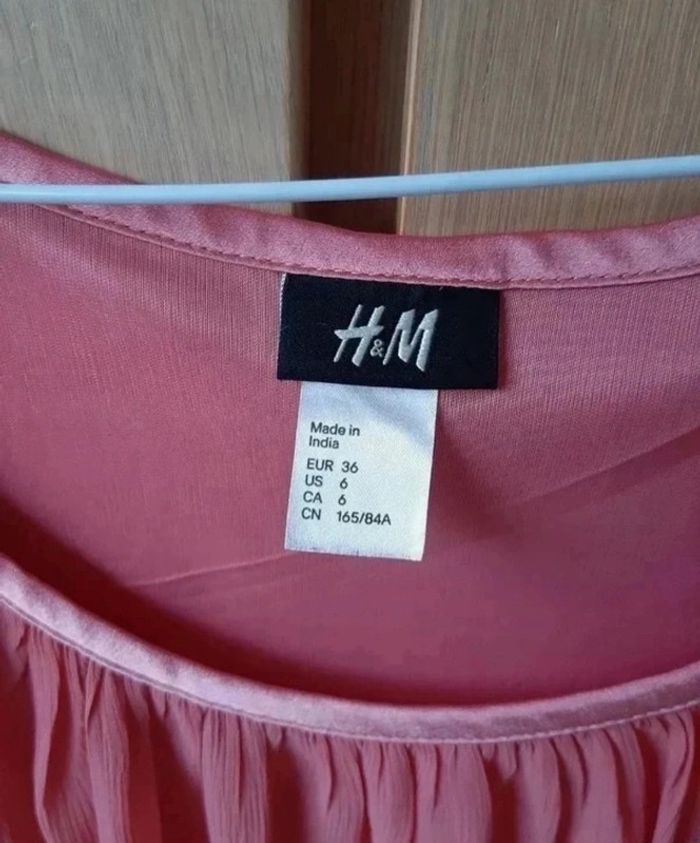 H&M
Made in
India
EUR 36
US 6
CA 6
CN 165/84A